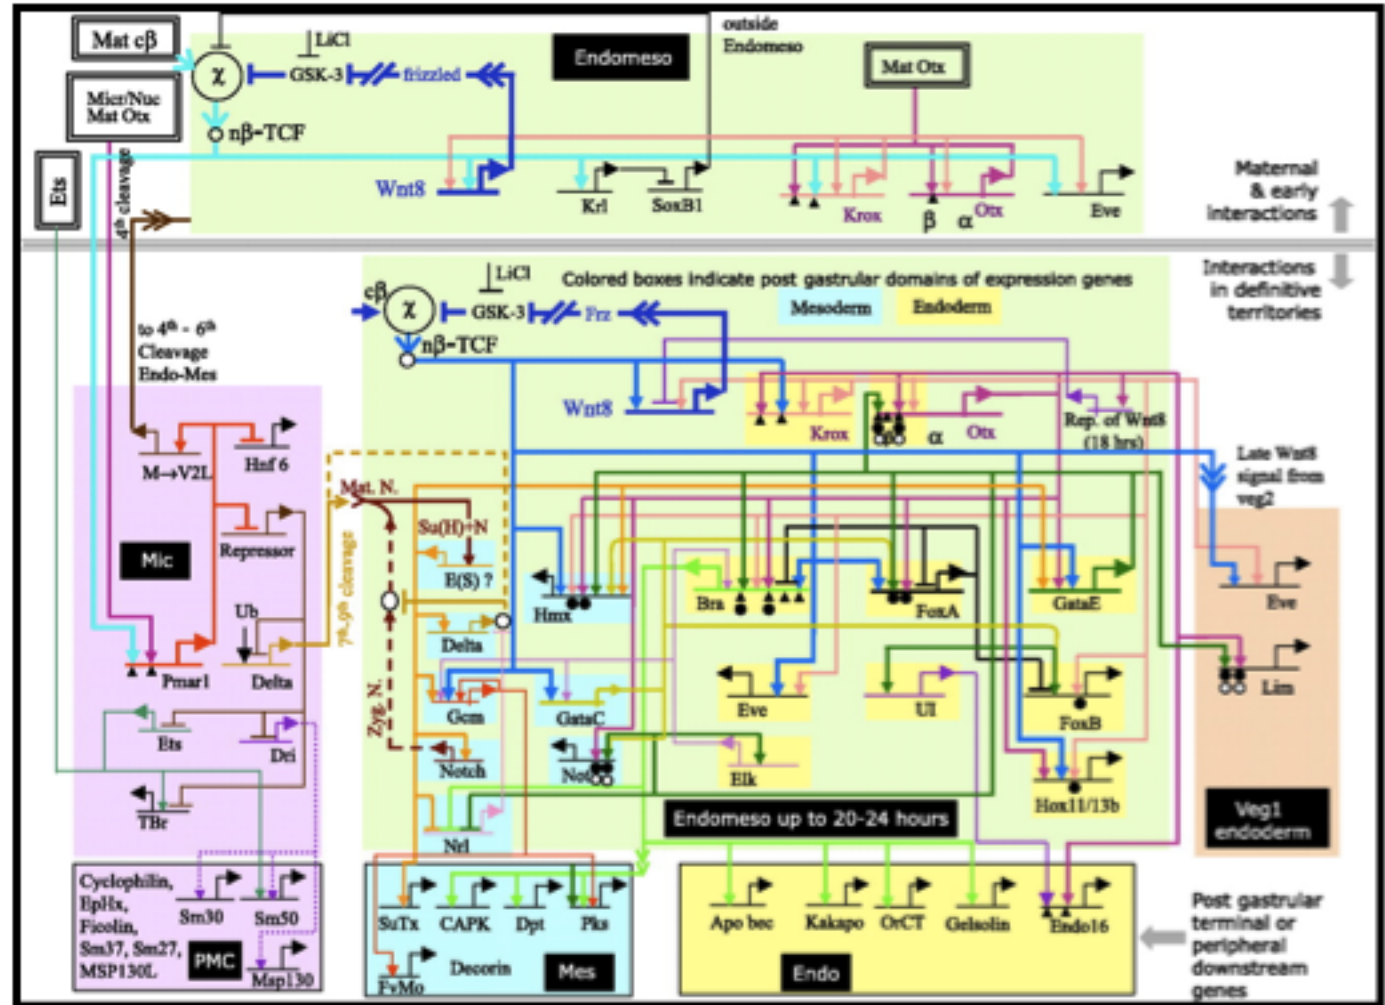 Mat cβ
Micr/Nuc
Mat Otx
Ets
4th cleavage
χ
LiCl
GSK-3
frizzled
nβ-TCF
Endomeso
outside
Endomeso
Mat Otx
Wnt8
Krl
SoxB1
Krox
β
α
Otx
Eve
Maternal
& early
interactions
Interactions
in definitive
territories
cβ
χ
LiCl
GSK-3
Frz
nβ-TCF
Colored boxes indicate post gastrular domains of expression genes
Mesoderm
Endoderm
to 4th - 6th
Cleavage
Endo-Mes
Wnt8
Krox
α
Otx
Rep. of Wnt8
(18 hrs)
Late Wnt8
signal from
veg2
M→V2L
Hnf 6
Repressor
Mic
Ub
Pmar1
Delta
Ets
Dri
TBr
7th-9th cleavage
Mat. N.
Su(H)+N
E(S) ?
Delta
Zyg. N.
Gcm
GataC
Notch
Not
Nrl
Hmx
Bra
FoxA
GataE
Eve
UI
FoxB
Elk
Hox11/13b
Eve
Lim
Endomeso up to 20-24 hours
Veg1
endoderm
Cyclophilin,
EpHx,
Ficolin,
Sm37, Sm27,
MSP130L
PMC
Sm30
Sm50
Msp130
SuTx
CAPK
Dpt
Pks
FvMo
Decorin
Mes
Apo bec
Kakapo
OrCT
Gelsolin
Endo16
Endo
Post gastrular
terminal or
peripheral
downstream
genes